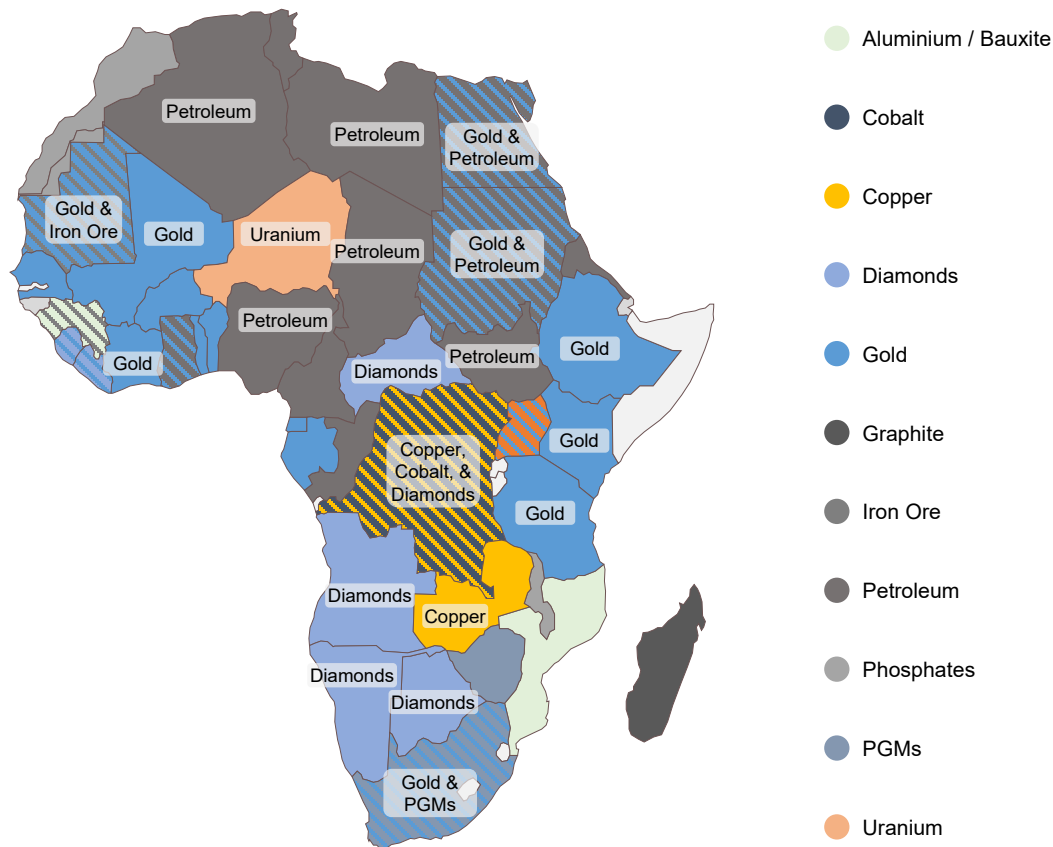 Petroleum
Petroleum
Gold &
Petroleum
Gold &
Iron Ore
Gold
Uranium
Petroleum
Gold &
Petroleum
Petroleum
Gold
Diamonds
Petroleum
Gold
Copper,
Cobalt, &
Diamonds
Gold
Gold
Diamonds
Copper
Diamonds
Diamonds
Gold &
PGMs
Aluminium / Bauxite
Cobalt
Copper
Diamonds
Gold
Graphite
Iron Ore
Petroleum
Phosphates
PGMs
Uranium